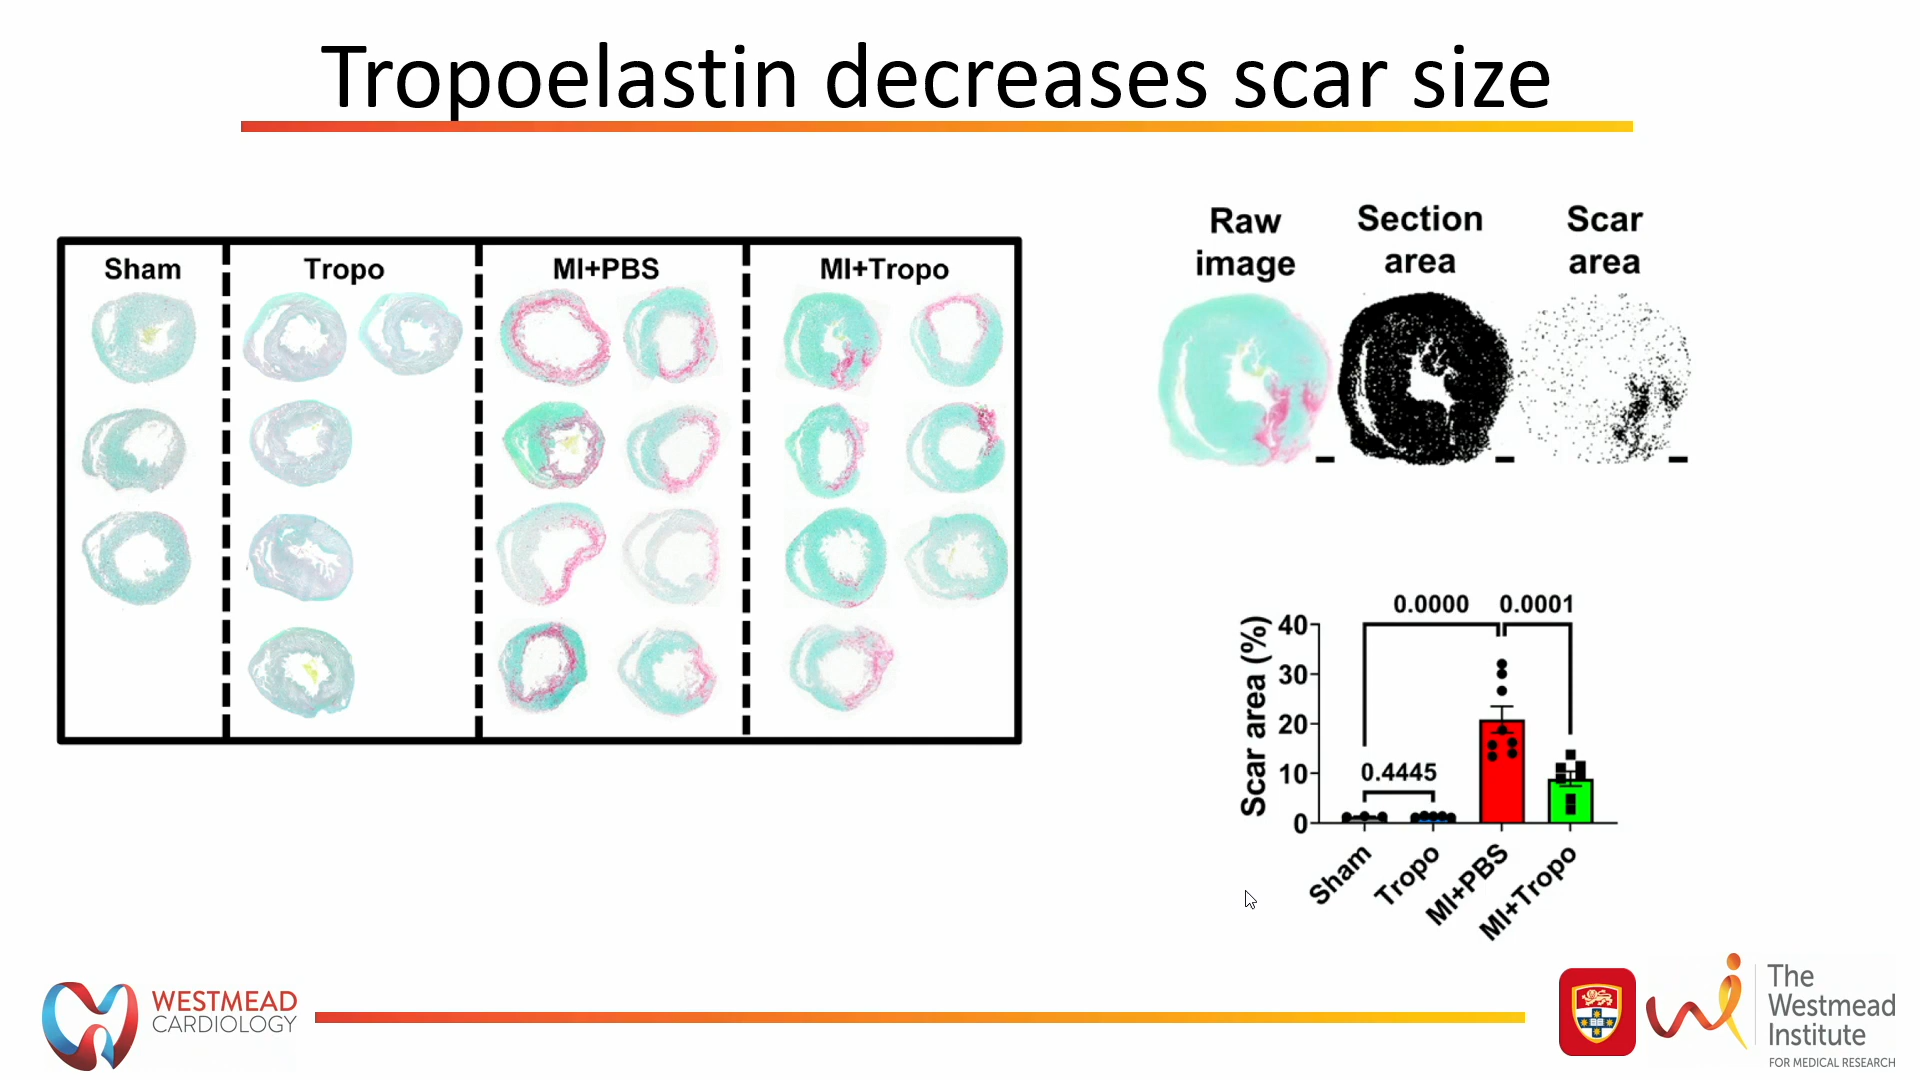 Tropoelastin decreases scar size
Sham
Tropo
MI+PBS
MI+Tropo
Raw
image
Section
area
Scar
area
0.0000
0.0001
0.4445
Scar area (%)
40
30
20
10
0
Sham
Tropo
MI+PBS
MI+Tropo
WESTMEAD
CARDIOLOGY
The
Westmead
Institute
FOR MEDICAL RESEARCH